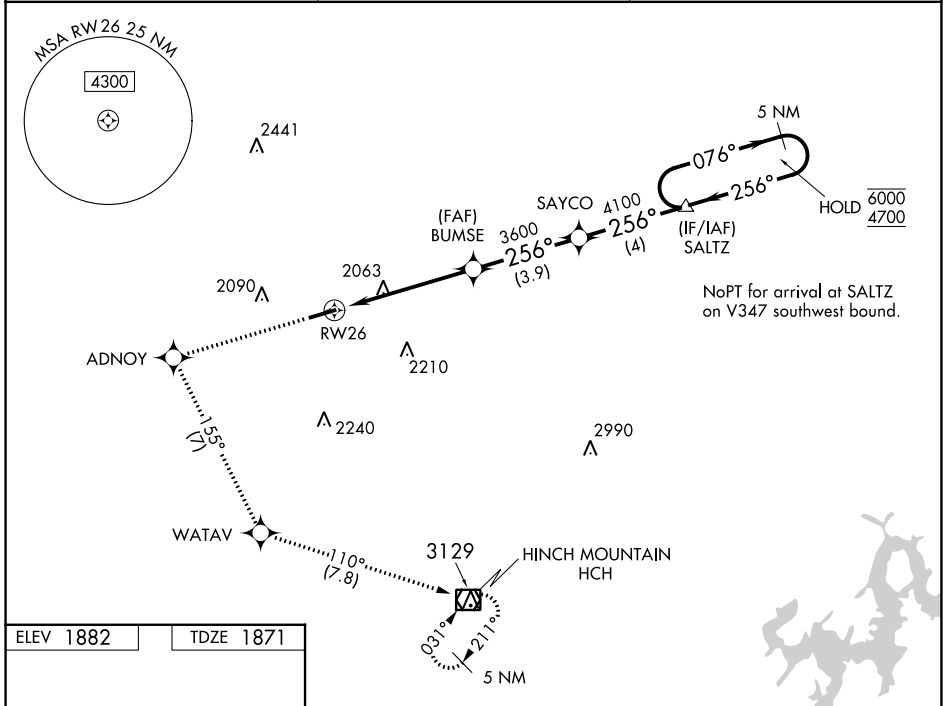 MSA RW26 25 NM
4300
2441
5 NM
076°
256°
HOLD
6000
4700
SAYCO
4100
256°
(4)
(IF/IAF)
SALTZ
(FAF)
BUMSE
3600
256°
(3.9)
NoPT for arrival at SALTZ
on V347 southwest bound.
2090
2063
RW26
ADNOY
2210
2240
2990
155°
(7)
WATAV
110°
(7.8)
3129
HINCH MOUNTAIN
HCH
031°
211°
5 NM
ELEV 1882
TDZE 1871